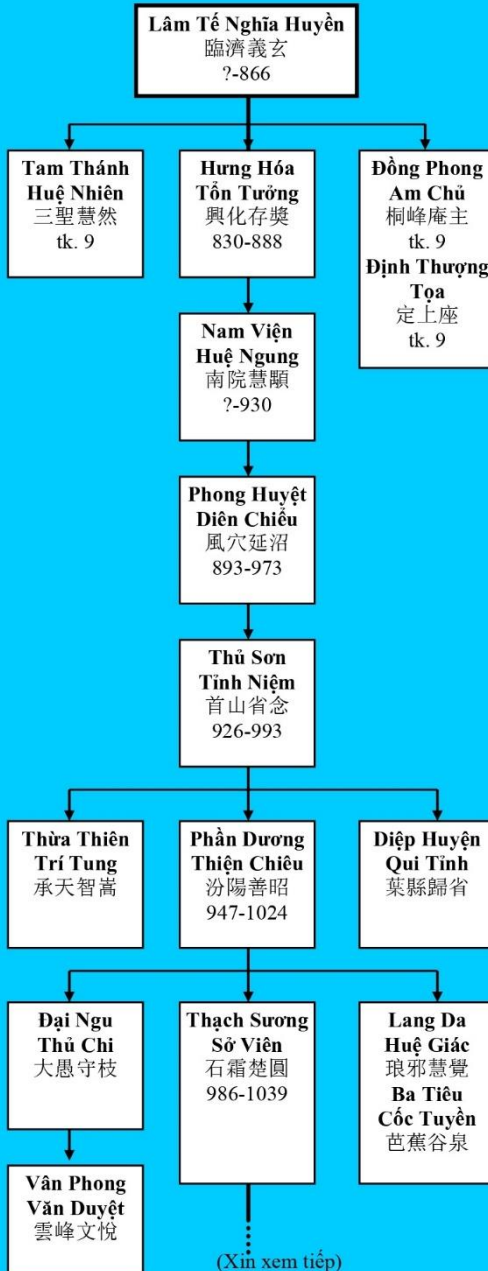 Lâm Tế Nghĩa Huyền
臨濟義玄
?-866
Tam Thánh
Huệ Nhiên
三聖慧然
tk. 9
Hưng Hóa
Tồn Tưởng
興化存奬
830-888
Đồng Phong
Am Chủ
桐峰庵主
tk. 9
Định Thượng
Tọa
定上座
tk. 9
Nam Viện
Huệ Ngung
南院慧顒
?-930
Phong Huyệt
Diên Chiểu
風穴延沼
893-973
Thủ Sơn
Tỉnh Niệm
首山省念
926-993
Thừa Thiên
Trí Tung
承天智嵩
Phần Dương
Thiện Chiêu
汾陽善昭
947-1024
Diệp Huyện
Qui Tỉnh
葉縣歸省
Đại Ngu
Thủ Chi
大愚守枝
Thạch Sương
Sở Viên
石霜楚圓
986-1039
Lang Da
Huệ Giác
琅邪慧覺
Ba Tiêu
Cốc Tuyền
芭蕉谷泉
Vân Phong
Văn Duyệt
雲峰文悅
(Xin xem tiếp)